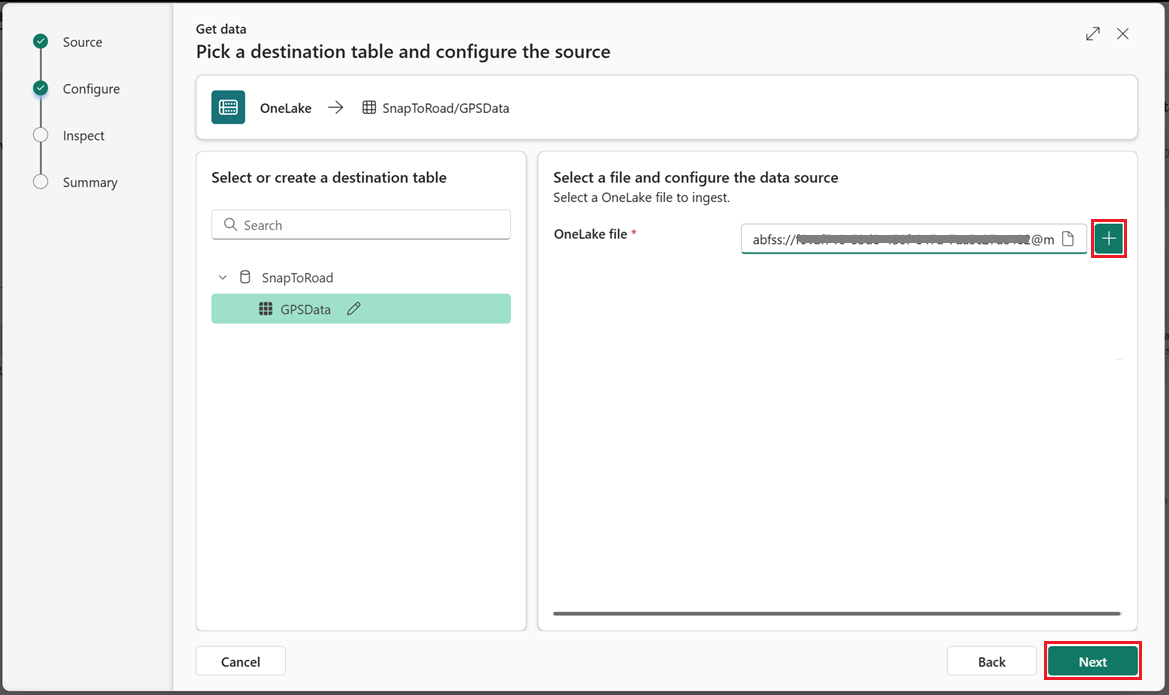 Source
Configure
Inspect
Summary
Get data
Pick a destination table and configure the source
OneLake → SnapToRoad/GPSData
Select or create a destination table
Search
SnapToRoad
GPSData
Select a file and configure the data source
Select a OneLake file to ingest.
OneLake file *
abfss:// @m
Cancel
Back
Next